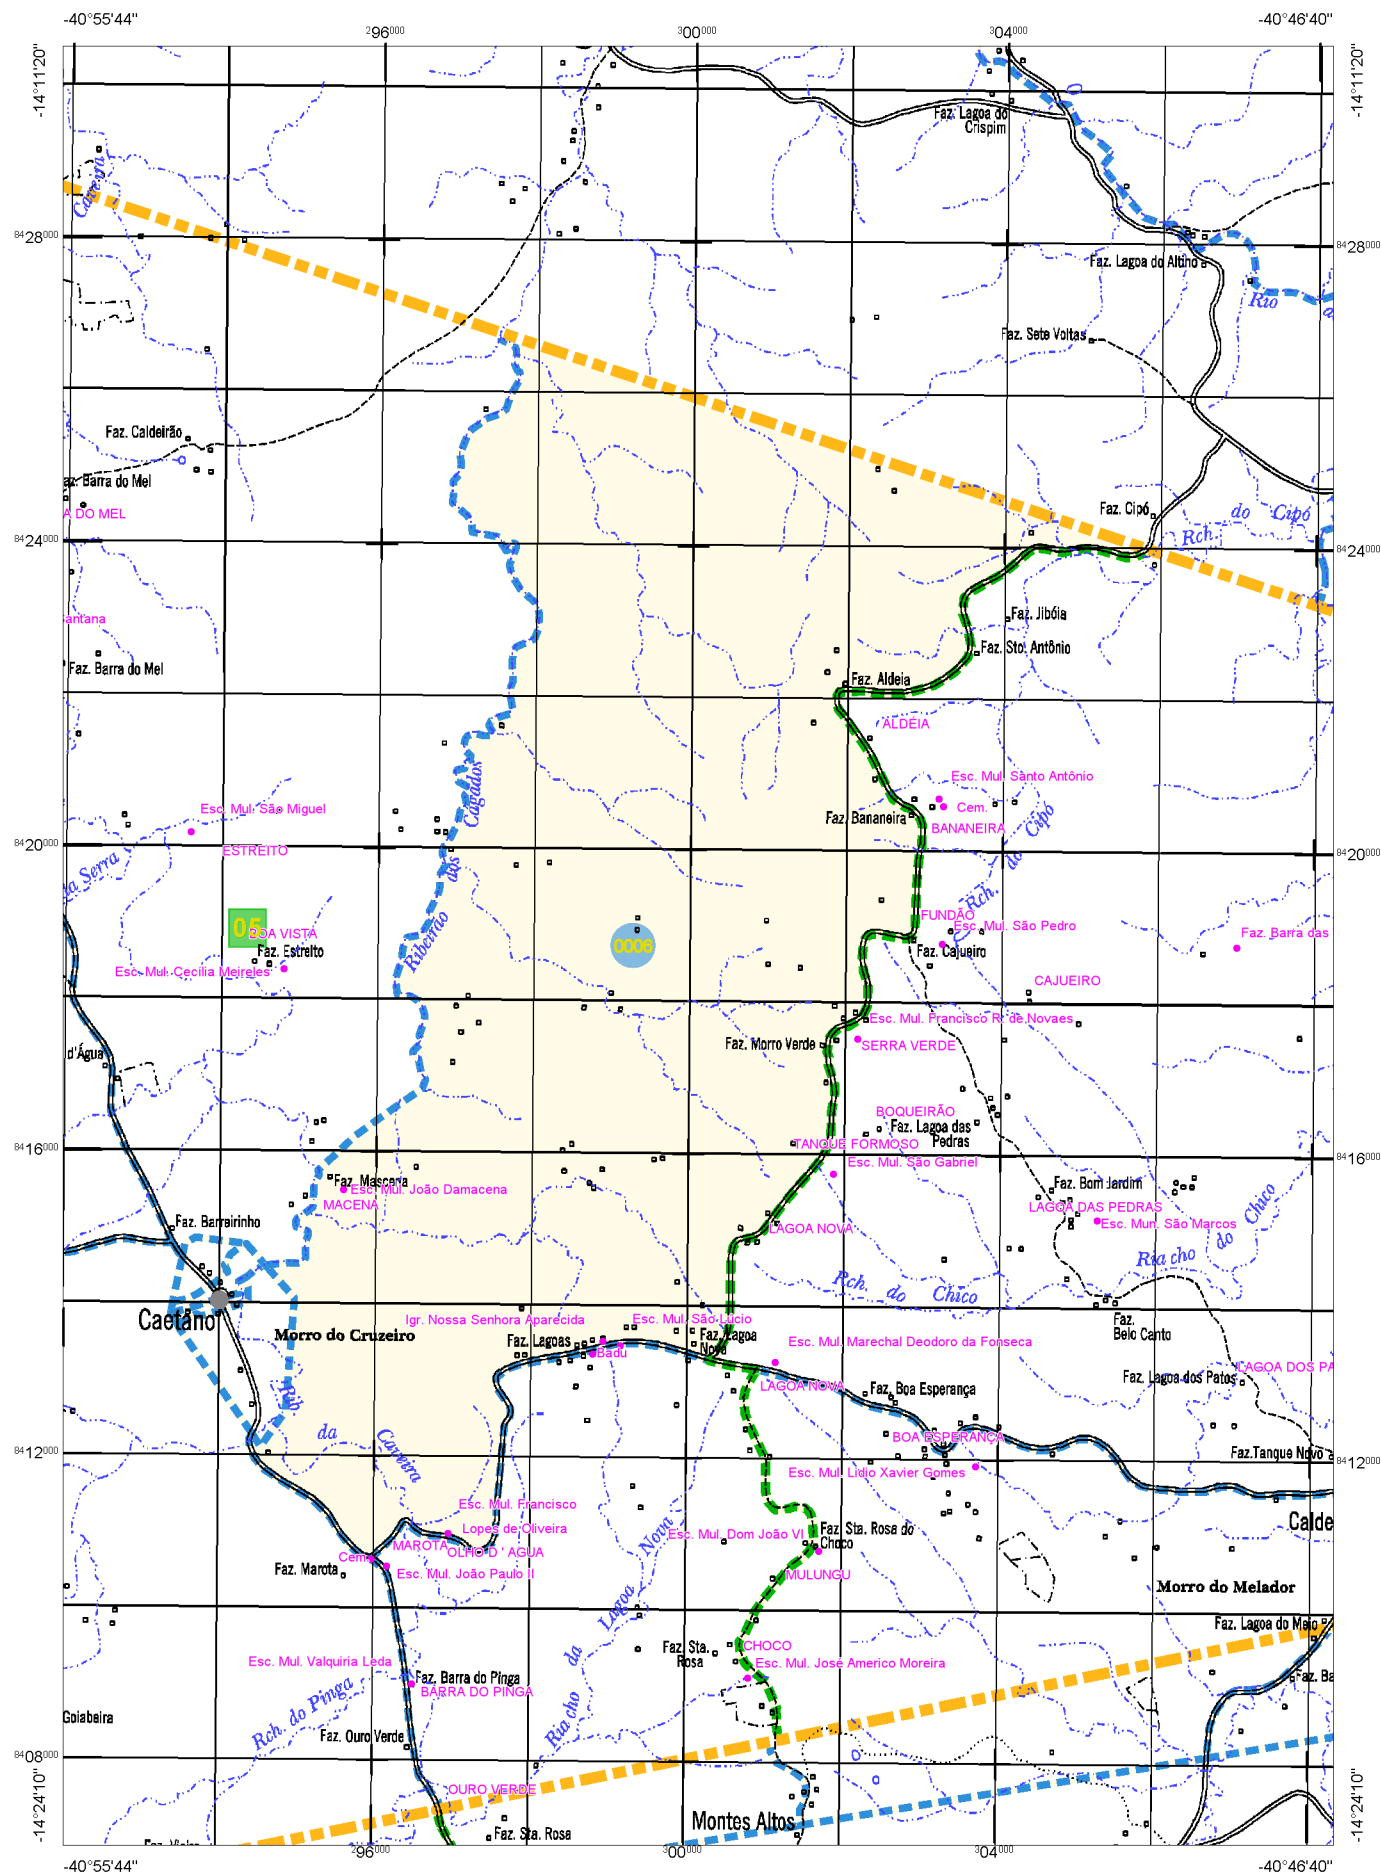 -40°55'44"
-40°46'40"
296000
300000
304000
-14°11'20"
-14°11'20"
Faz. Lagoa do
Crispim
Caveira
8428000
8428000
Faz. Lagoa do Altino
Rio
Faz. Sete Voltas
Faz. Caldeirão
az. Barra do Mel
A DO MEL
Faz. Cipó
do Cipó
Rch.
8424000
8424000
antana
Faz. Jibóia
Faz. Sto. Antônio
Faz. Barra do Mel
Faz. Aldeia
ALDEIA
Esc. Mul. Santo Antônio
Cem.
Esc. Mul. São Miguel
Faz. Bananeira
BANANEIRA
8420000
ESTREITO
8420000
da Serra
Ribeirão
dos
Cágados
Rch.
do
Cipó
05
BOA VISTA
Faz. Estreito
Esc. Mul. Cecília Meireles
0006
FUNDÃO
Esc. Mul. São Pedro
Faz. Cajueiro
Faz. Barra das
CAJUEIRO
d'Água
Esc. Mul. Francisco R. de Novaes
Faz. Morro Verde
SERRA VERDE
BOQUEIRÃO
Faz. Lagoa das
Pedras
8416000
TANQUE FORMOSO
8416000
Esc. Mul. São Gabriel
Faz. Mascena
Esc. Mul. João Damacena
MACENA
Faz. Bom Jardim
LAGOA DAS PEDRAS
Esc. Mun. São Marcos
Faz. Barreirinho
LAGOA NOVA
Riacho
do
Chico
Rch.
do
Chico
Caetano
Morro do Cruzeiro
Igr. Nossa Senhora Aparecida
Esc. Mul. São Lúcio
Faz. Lagoas
Badu
Faz. Lagoa
Nova
Esc. Mul. Marechal Deodoro da Fonseca
Faz.
Belo Canto
LAGOA DOS PA
Faz. Lagoa dos Patos
LAGOA NOVA
Faz. Boa Esperança
Rib.
da
Caveira
BOA ESPERANÇA
8412000
Faz. Tanque Novo
8412000
Esc. Mul. Lidio Xavier Gomes
Esc. Mul. Francisco
Lopes de Oliveira
Calde
Esc. Mul. Dom João VI
Faz. Sta. Rosa do
Choco
MAROTA
OLHO D ' AGUA
Cem.
Faz. Marota
Esc. Mul. João Paulo II
MULUNGU
Morro do Melador
Faz. Lagoa do Meio
Riacho
da
Lagoa
Nova
Faz. Sta.
Rosa
CHOCO
Esc. Mul. José Americo Moreira
Esc. Mul. Valquiria Leda
Faz. Barra do Pinga
BARRA DO PINGA
Faz. Ba
Rch. do Pinga
Goiabeira
Faz. Ouro Verde
8408000
8408000
OURO VERDE
Montes Altos
Faz. Sta. Rosa
-14°24'10"
-14°24'10"
296000
300000
304000
-40°55'44"
-40°46'40"